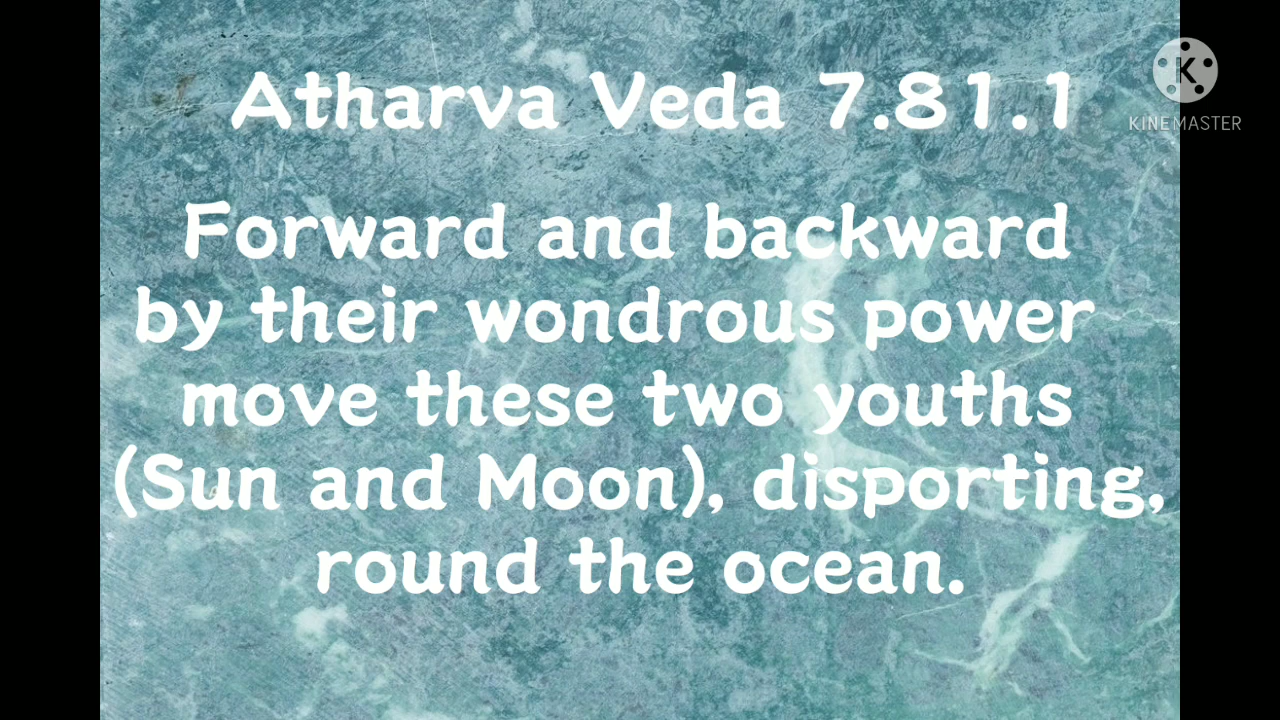 Atharva Veda 7.81.1
KINEMASTER
Forward and backward
by their wondrous power
move these two youths
(Sun and Moon), disporting,
round the ocean.